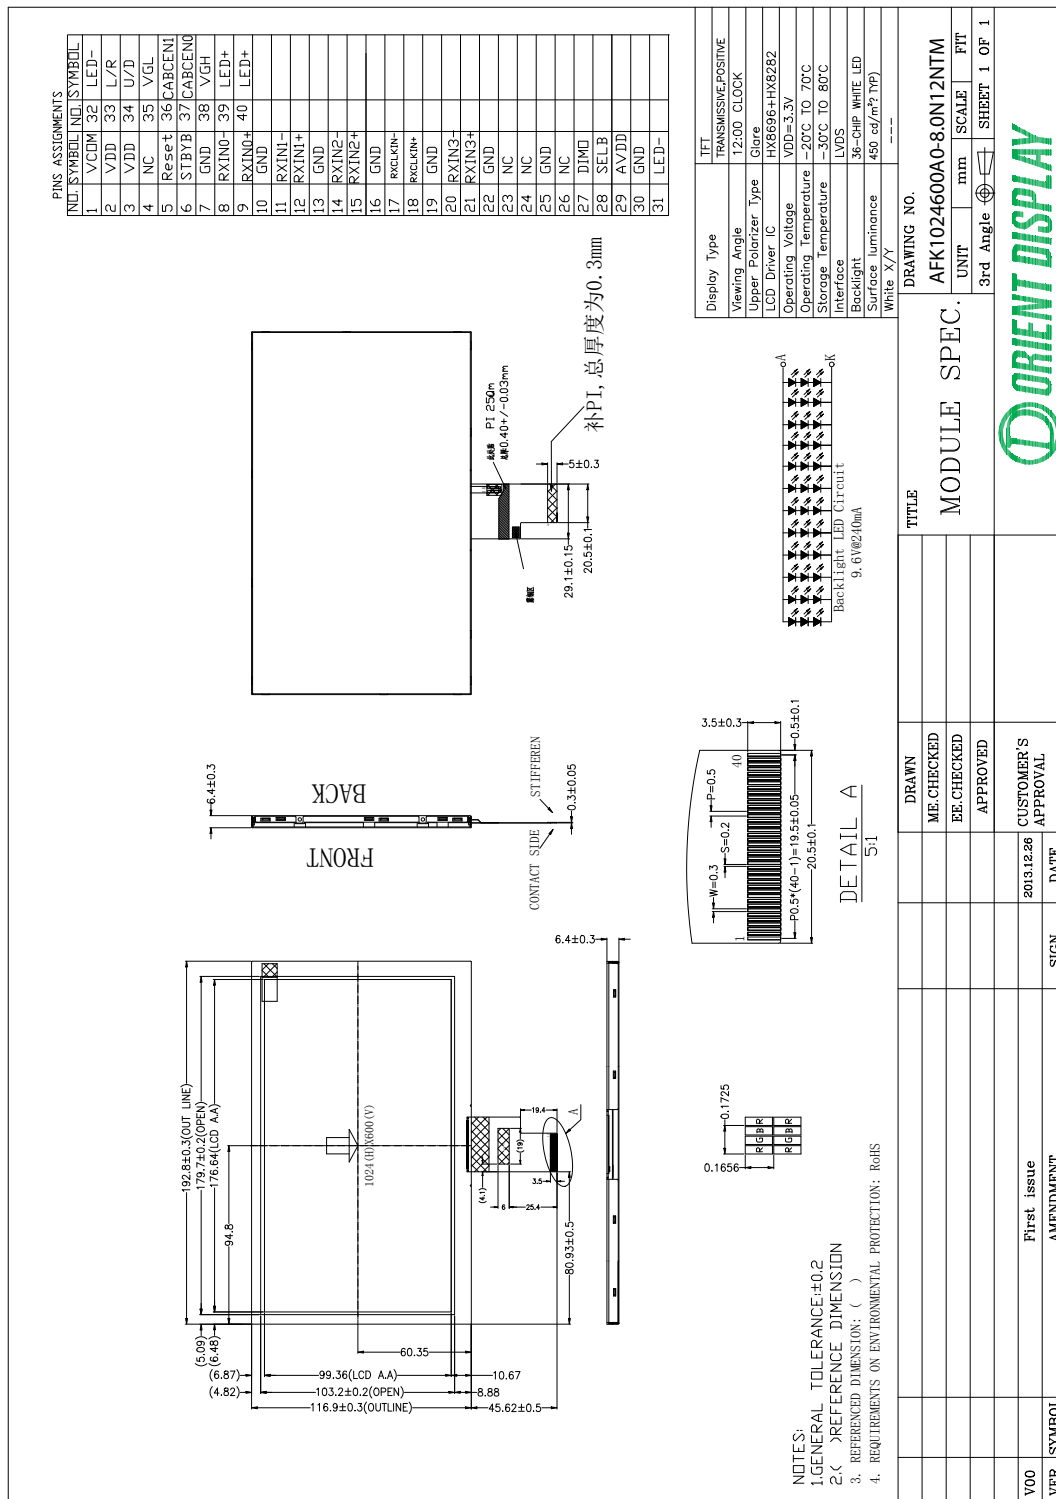 PINS ASSIGNMENTS
NO. SYMBOL NO. SYMBOL
1 VCOM 32 LED-
2 VDD 33 L/R
3 VDD 34 U/D
4 NC 35 VGL
5 Reset 36 CABCEN1
6 STBYB 37 CABCEN0
7 GND 38 VGH
8 RXIN0- 39 LED+
9 RXIN0+ 40 LED+
10 GND
11 RXIN1-
12 RXIN1+
13 GND
14 RXIN2-
15 RXIN2+
16 GND
17 RXCLKIN-
18 RXCLKIN+
19 GND
20 RXIN3-
21 RXIN3+
22 GND
23 NC
24 NC
25 GND
26 NC
27 DIMO
28 SELB
29 AVDD
30 GND
31 LED-
PI 250um
0.40+/-0.03mm
补PI,总厚度为0.3mm
5±0.3
29.1±0.15
20.5±0.1
6.4±0.3
BACK
FRONT
STIFFEREN
CONTACT SIDE
0.3±0.05
192.8±0.3(OUT LINE)
179.7±0.2(OPEN)
176.64(LCD A.A)
94.8
(5.09)
(6.48)
(6.87)
(4.82)
60.35
99.36(LCD A.A)
103.2±0.2(OPEN)
116.9±0.3(OUTLINE)
10.67
8.88
45.62±0.5
1024(H)X600(V)
19.4
(19)
A
(4.1)
3.5
6
25.4
80.93±0.5
6.4±0.3
3.5±0.3
0.5±0.1
1
40
W=0.3
S=0.2
P=0.5
P0.5*(40-1)=19.5±0.05
20.5±0.1
DETAIL A
5:1
A
K
Backlight LED Circuit
9.6V@240mA
0.1725
0.1656
R G B R
R G B R
NOTES:
1.GENERAL TOLERANCE:±0.2
2.( )REFERENCE DIMENSION
3. REFERENCED DIMENSION: ( )
4. REQUIREMENTS ON ENVIRONMENTAL PROTECTION: RoHS
Display Type TFT TRANSMISSIVE,POSITIVE
Viewing Angle 12:00 CLOCK
Upper Polarizer Type Glare
LCD Driver IC HX8696+HX8282
Operating Voltage VDD=3.3V
Operating Temperature -20°C TO 70°C
Storage Temperature -30°C TO 80°C
Interface LVDS
Backlight 36-CHIP WHITE LED
Surface luminance 450 cd/m²(TYP)
White X/Y ---
DRAWING NO.
AFK1024600A0-8.0N12NTM
UNIT mm SCALE FIT
3rd Angle SHEET 1 OF 1
TITLE
MODULE SPEC.
ORIENT DISPLAY
DRAWN
ME.CHECKED
EE.CHECKED
APPROVED
CUSTOMER'S
APPROVAL
V00 First issue 2013.12.26
VER SYMBOL AMENDMENT SIGN DATE